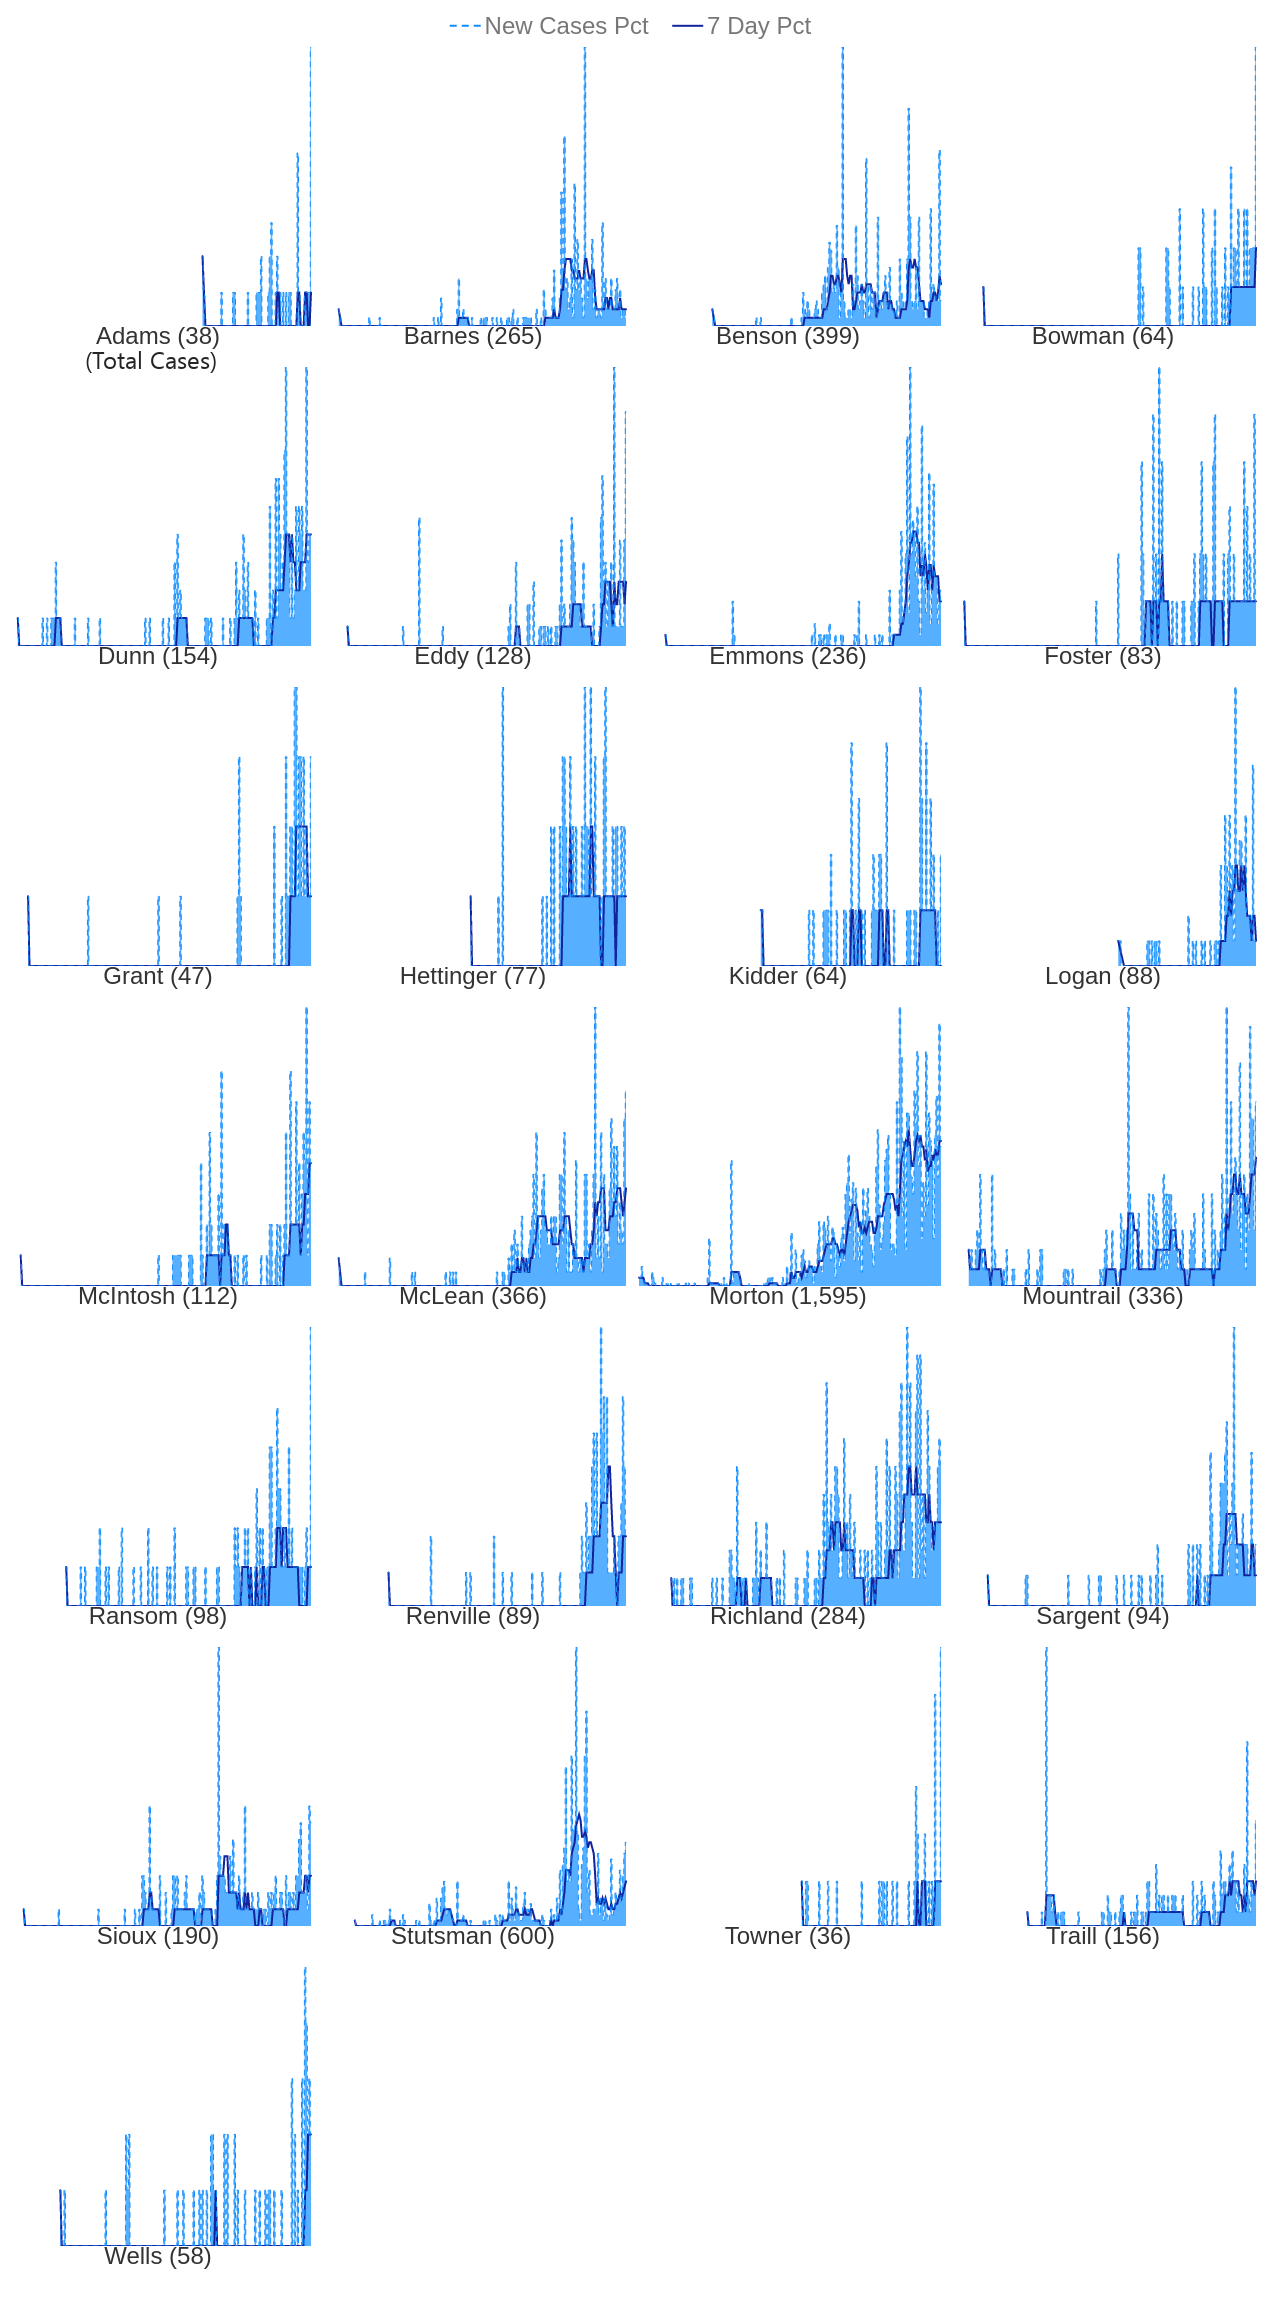 New Cases Pct 7 Day Pct
Adams (38) Barnes (265) Benson (399) Bowman (64)
(Total Cases)
Dunn (154) Eddy (128) Emmons (236) Foster (83)
Grant (47) Hettinger (77) Kidder (64) Logan (88)
McIntosh (112) McLean (366) Morton (1,595) Mountrail (336)
Ransom (98) Renville (89) Richland (284) Sargent (94)
Sioux (190) Stutsman (600) Towner (36) Traill (156)
Wells (58)